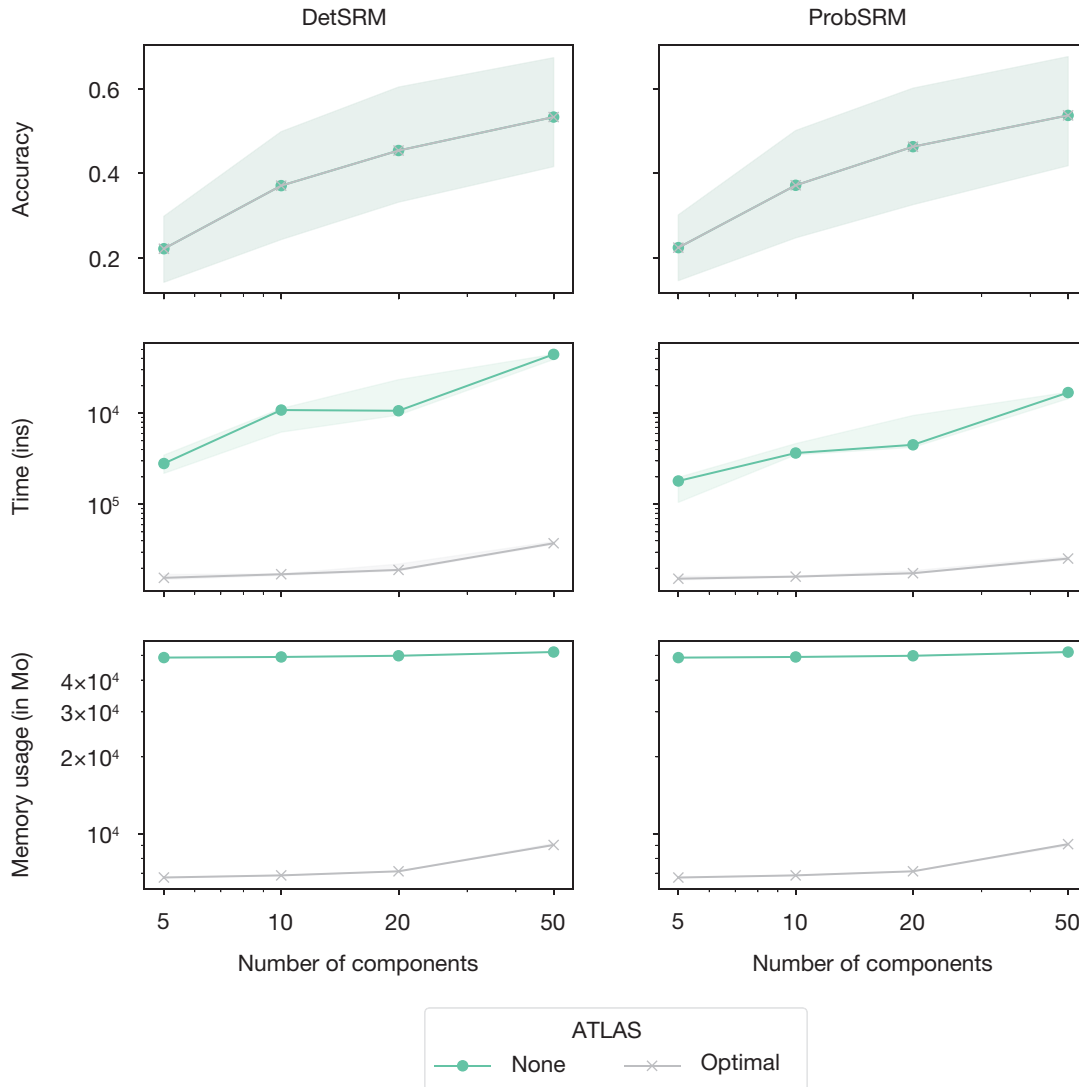 DetSRM
ProbSRM
Accuracy
0.6
0.4
0.2
Time (ins)
10⁴
10⁵
Memory usage (in Mo)
4×10⁴
3×10⁴
2×10⁴
10⁴
5 10 20 50
5 10 20 50
Number of components
Number of components
ATLAS
None Optimal